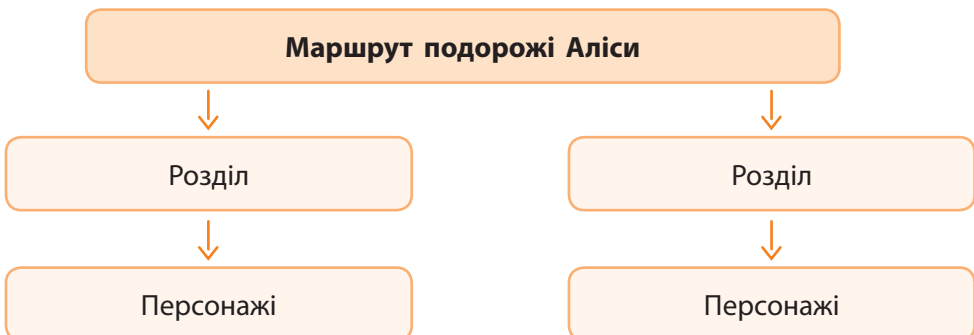 Маршрут подорожі Аліси
Розділ
Розділ
Персонажі
Персонажі